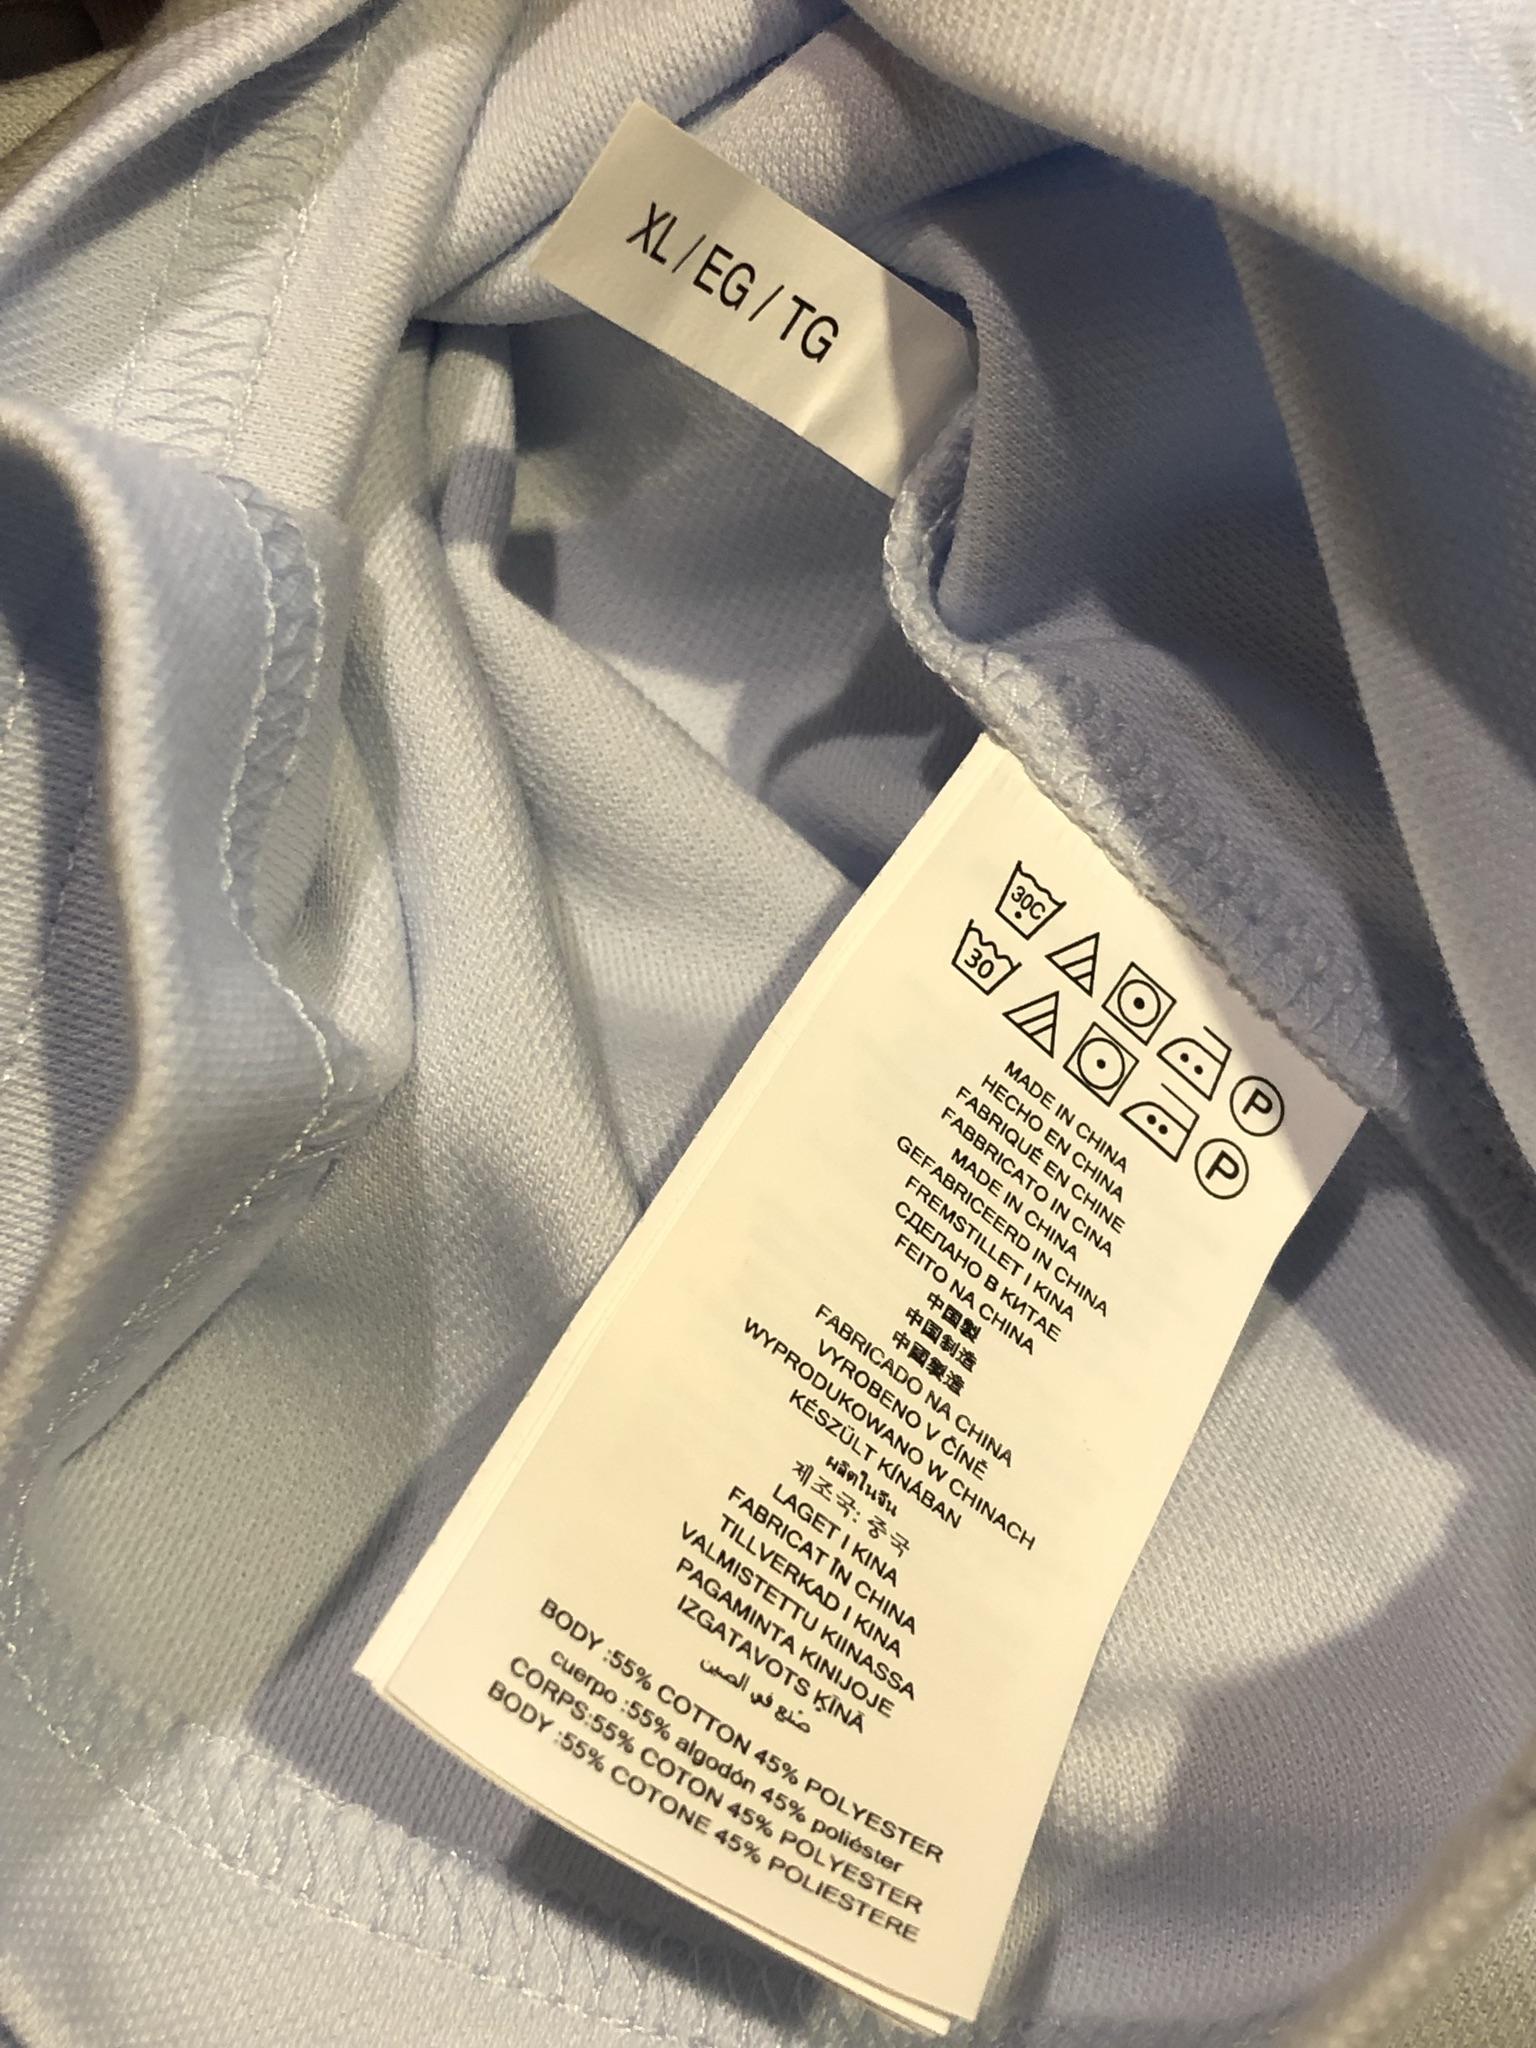 XL / EG / TG
30C P
30 P
MADE IN CHINA
HECHO EN CHINA
FABRIQUÉ EN CHINE
FABBRICATO IN CINA
MADE IN CHINA
GEFABRICEERD IN CHINA
FREMSTILLET I KINA
СДЕЛАНО В КИТАЕ
FEITO NA CHINA
中国製
中国制造
中國製造
FABRICADO NA CHINA
VYROBENO V ČÍNĚ
WYPRODUKOWANO W CHINACH
KÉSZÜLT KÍNÁBAN
ผลิตในจีน
제조국: 중국
LAGET I KINA
FABRICAT ÎN CHINA
TILLVERKAD I KINA
VALMISTETTU KIINASSA
PAGAMINTA KINIJOJE
IZGATAVOTS ĶĪNĀ
صُنع في الصين
BODY :55% COTTON 45% POLYESTER
cuerpo :55% algodón 45% poliéster
CORPS:55% COTON 45% POLYESTER
BODY :55% COTONE 45% POLIESTERE